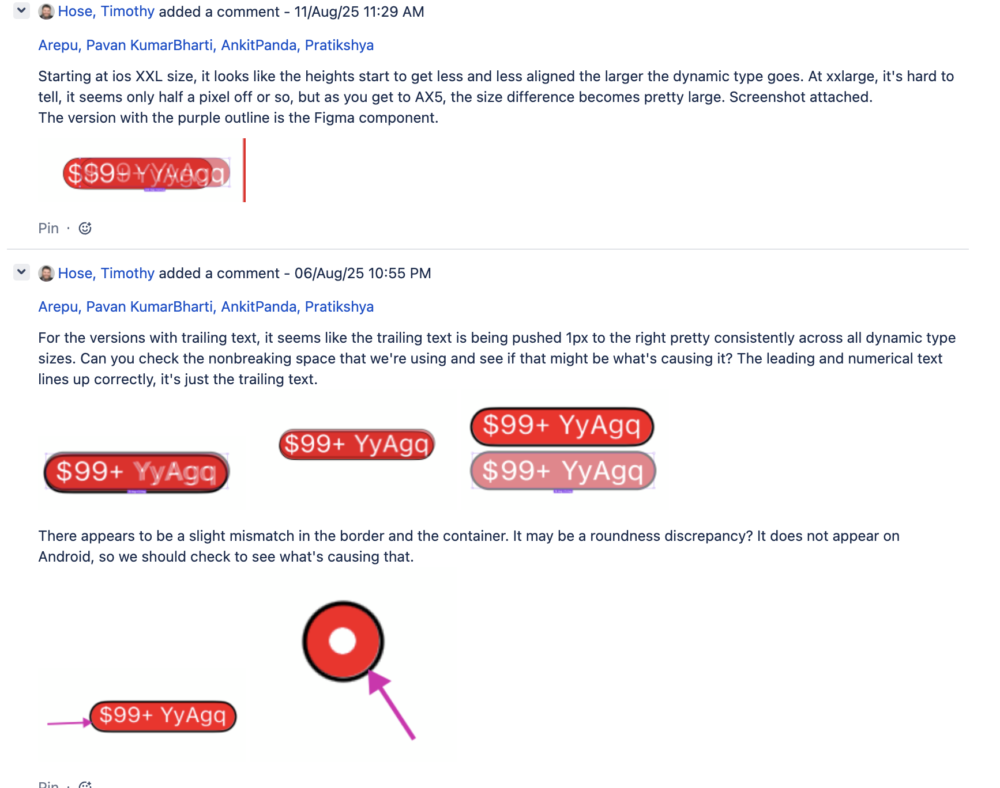 Hose, Timothy added a comment - 11/Aug/25 11:29 AM
Arepu, Pavan KumarBharti, AnkitPanda, Pratikshya
Starting at ios XXL size, it looks like the heights start to get less and less aligned the larger the dynamic type goes. At xxlarge, it's hard to
tell, it seems only half a pixel off or so, but as you get to AX5, the size difference becomes pretty large. Screenshot attached.
The version with the purple outline is the Figma component.
Pin ·
Hose, Timothy added a comment - 06/Aug/25 10:55 PM
Arepu, Pavan KumarBharti, AnkitPanda, Pratikshya
For the versions with trailing text, it seems like the trailing text is being pushed 1px to the right pretty consistently across all dynamic type
sizes. Can you check the nonbreaking space that we're using and see if that might be what's causing it? The leading and numerical text
lines up correctly, it's just the trailing text.
$99+ YyAgq
$99+ YyAgq
$99+ YyAgq
$99+ YyAgq
There appears to be a slight mismatch in the border and the container. It may be a roundness discrepancy? It does not appear on
Android, so we should check to see what's causing that.
$99+ YyAgq
Pin ·